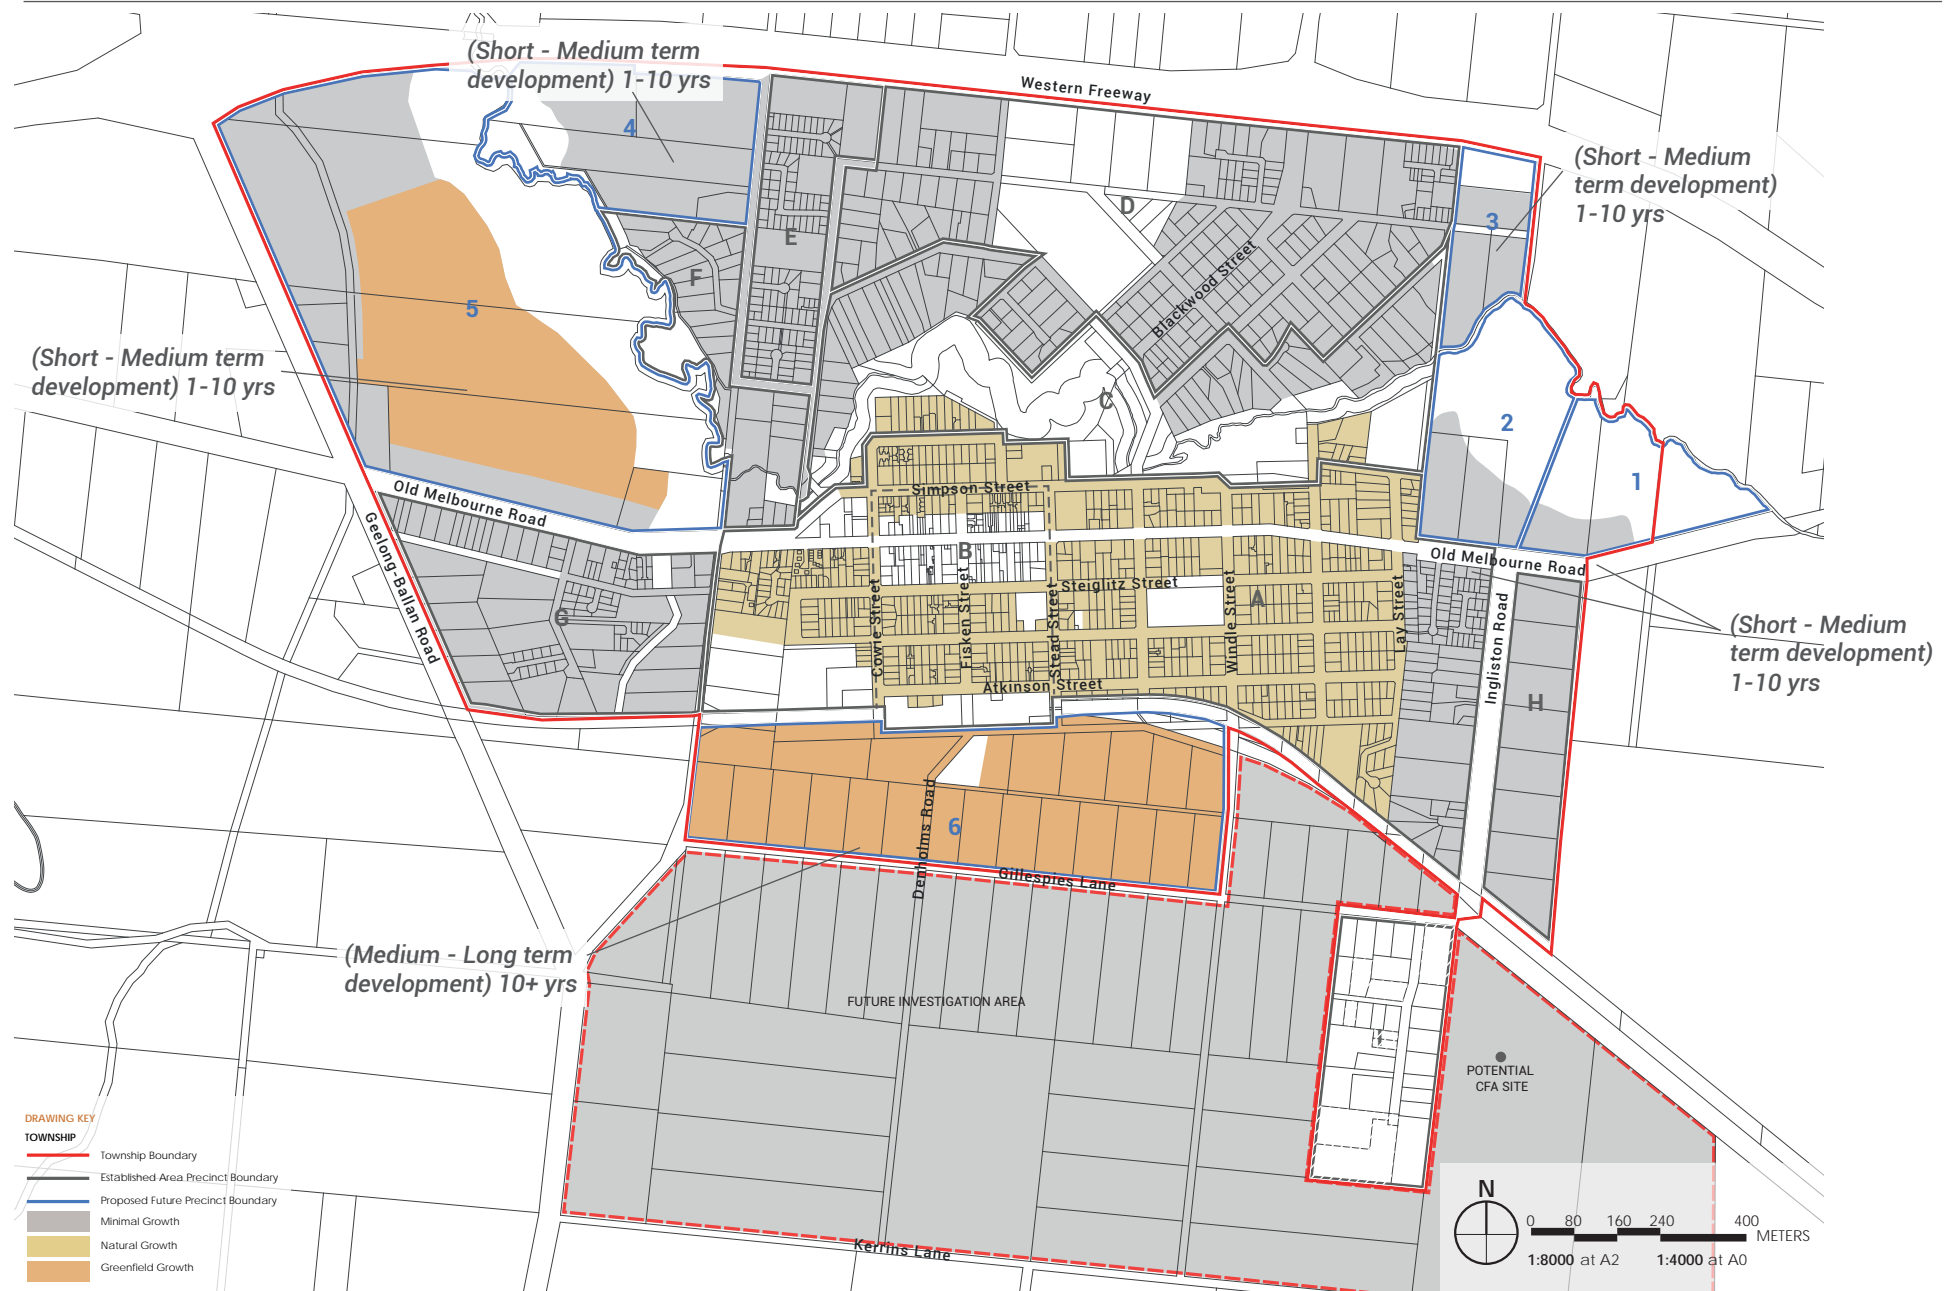 (Short - Medium term
development) 1-10 yrs
Western Freeway
(Short - Medium
term development)
1-10 yrs
4
3
D
E
F
Blackwood Street
5
(Short - Medium term
development) 1-10 yrs
C
2
1
Old Melbourne Road
Simpson Street
B
Old Melbourne Road
Geelong-Ballan Road
Steiglitz Street
A
G
Cowie Street
Fisken Street
Stead Street
Windle Street
Lay Street
Inglis­ton Road
(Short - Medium
term development)
1-10 yrs
Atkinson Street
H
6
Denholms Road
Gillespies Lane
(Medium - Long term
development) 10+ yrs
FUTURE INVESTIGATION AREA
POTENTIAL
CFA SITE
Kerrins Lane
DRAWING KEY
TOWNSHIP
Township Boundary
Established Area Precinct Boundary
Proposed Future Precinct Boundary
Minimal Growth
Natural Growth
Greenfield Growth
N
0 80 160 240 400
METERS
1:8000 at A2 1:4000 at A0